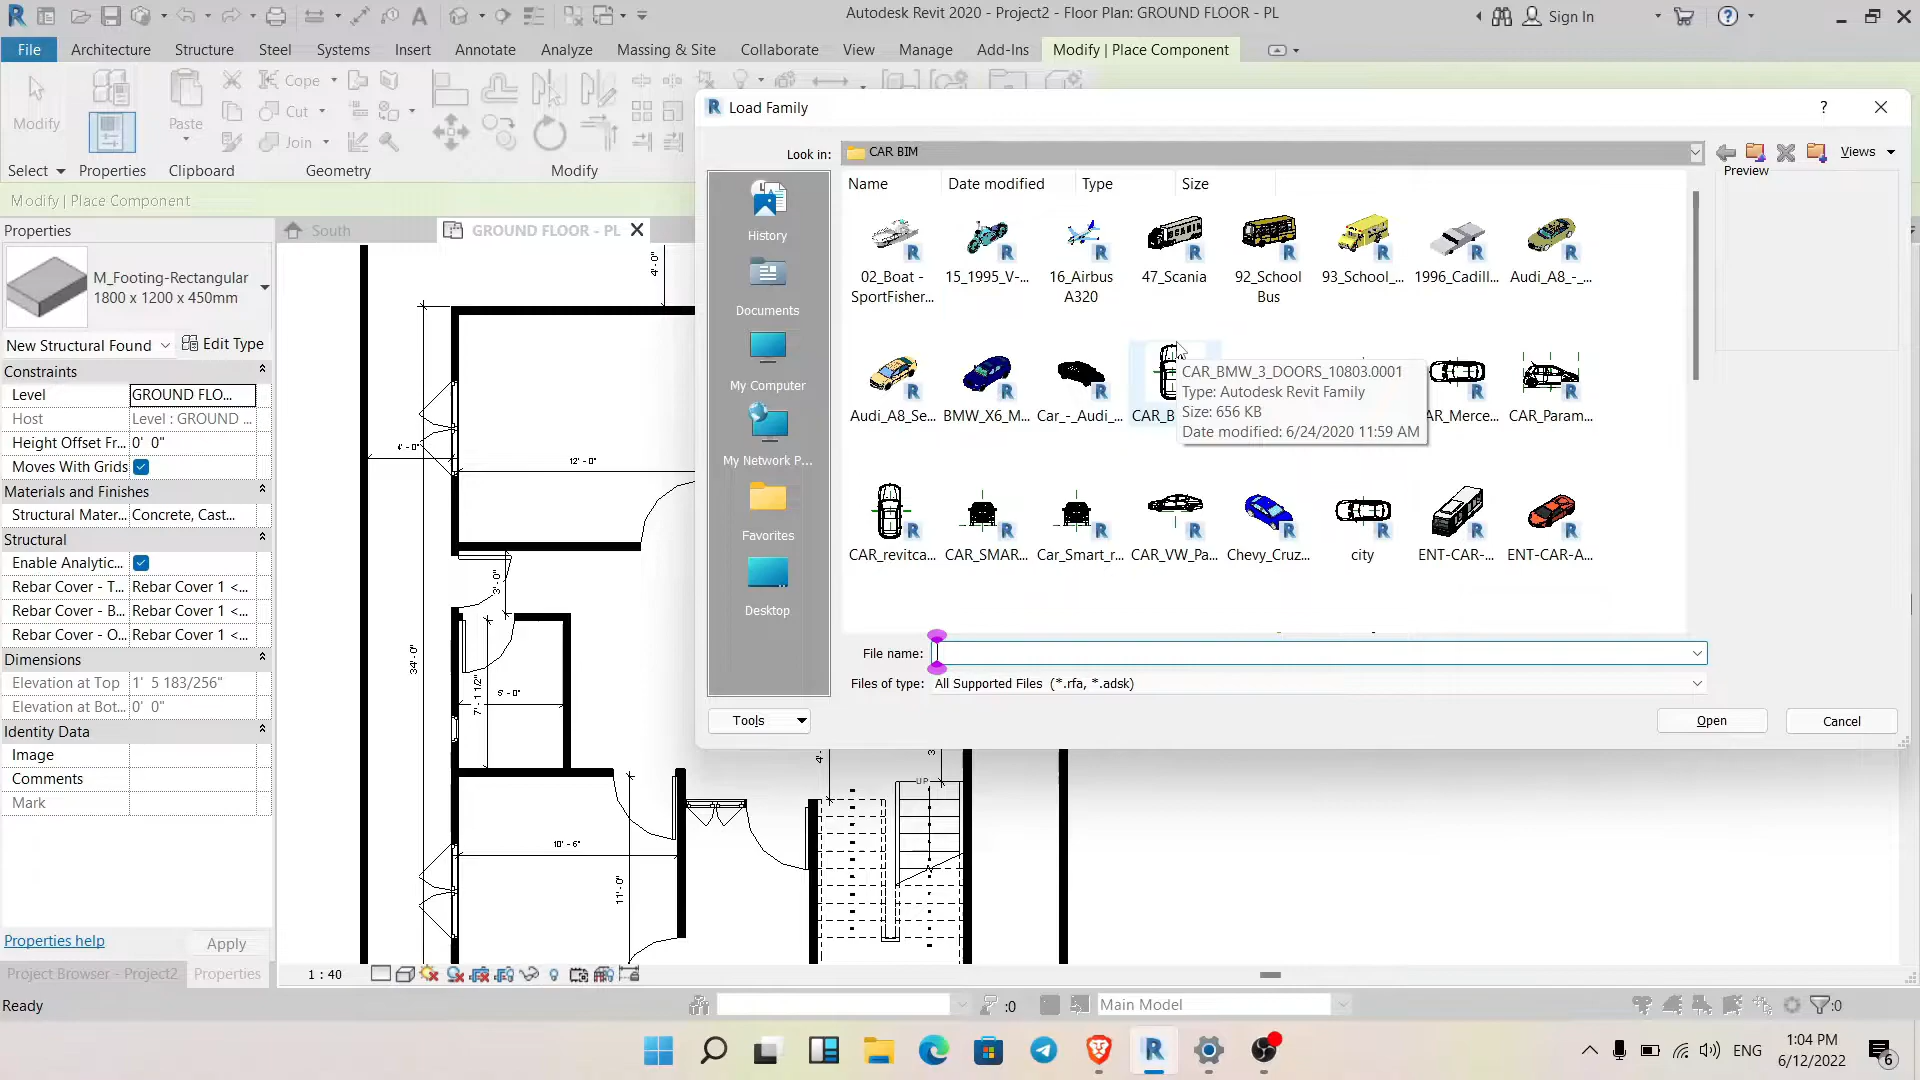 Autodesk Revit 2020 - Project2 - Floor Plan: GROUND FLOOR - PL
Sign In
File Architecture Structure Steel Systems Insert Annotate Analyze Massing & Site Collaborate View Manage Add-Ins Modify | Place Component
Modify
Paste
Cope
Cut
Join
Select Properties Clipboard Geometry Modify
Modify | Place Component
Properties
M_Footing-Rectangular
1800 x 1200 x 450mm
New Structural Found
Edit Type
Constraints
Level GROUND FLO...
Host Level : GROUND ...
Height Offset Fr... 0' 0"
Moves With Grids
Materials and Finishes
Structural Mater... Concrete, Cast...
Structural
Enable Analytic...
Rebar Cover - T... Rebar Cover 1 <...
Rebar Cover - B... Rebar Cover 1 <...
Rebar Cover - O... Rebar Cover 1 <...
Dimensions
Elevation at Top 1' 5 183/256"
Elevation at Bot... 0' 0"
Identity Data
Image
Comments
Mark
Properties help
Apply
Project Browser - Project2
Properties
South
GROUND FLOOR - PL
4' - 0"
4' - 0"
12' - 0"
3' - 0"
34' - 0"
7' - 1 1/2"
5' - 0"
10' - 6"
11' - 0"
UP
Load Family
Look in:
CAR BIM
Views
Preview
Name Date modified Type Size
History
Documents
My Computer
My Network P...
Favorites
Desktop
02_Boat - SportFisher...
15_1995_V-...
16_Airbus A320
47_Scania
92_School Bus
93_School_...
1996_Cadill...
Audi_A8_-_...
Audi_A8_Se...
BMW_X6_M...
Car_-_Audi_...
CAR_B
AR_Merce...
CAR_Param...
CAR_BMW_3_DOORS_10803.0001
Type: Autodesk Revit Family
Size: 656 KB
Date modified: 6/24/2020 11:59 AM
CAR_revitca...
CAR_SMAR...
Car_Smart_r...
CAR_VW_Pa...
Chevy_Cruz...
city
ENT-CAR-...
ENT-CAR-A...
File name:
Files of type: All Supported Files (*.rfa, *.adsk)
Tools
Open
Cancel
1 : 40
Ready
:0
Main Model
:0
ENG
1:04 PM
6/12/2022
6